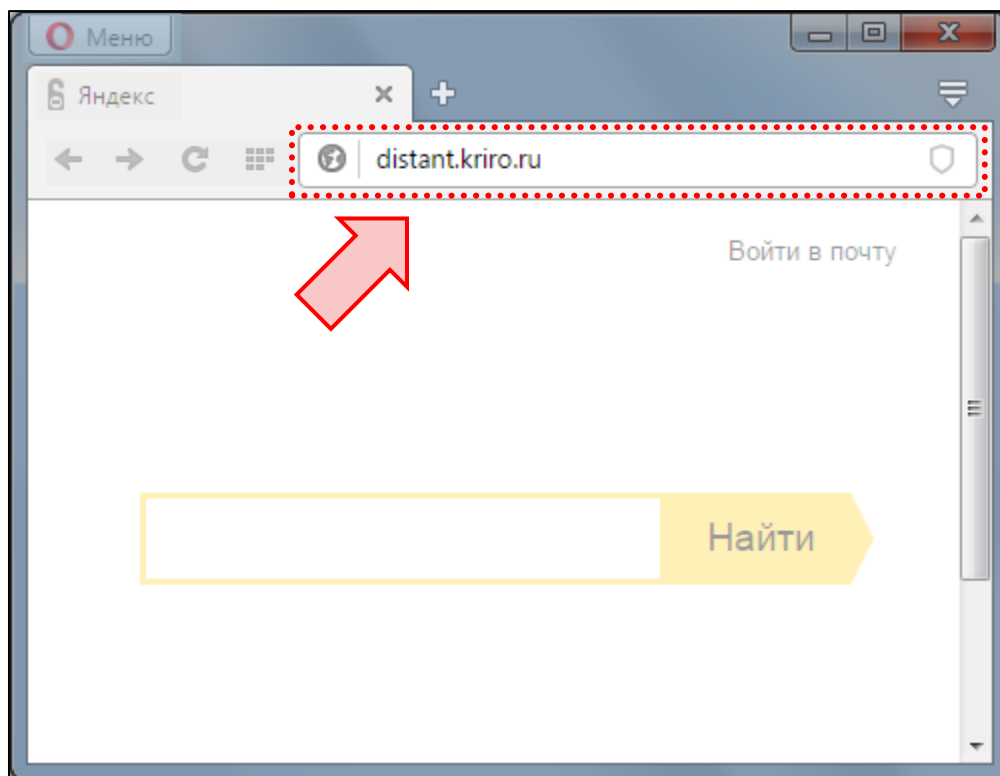 Меню
Яндекс
distant.kriro.ru
Войти в почту
Найти